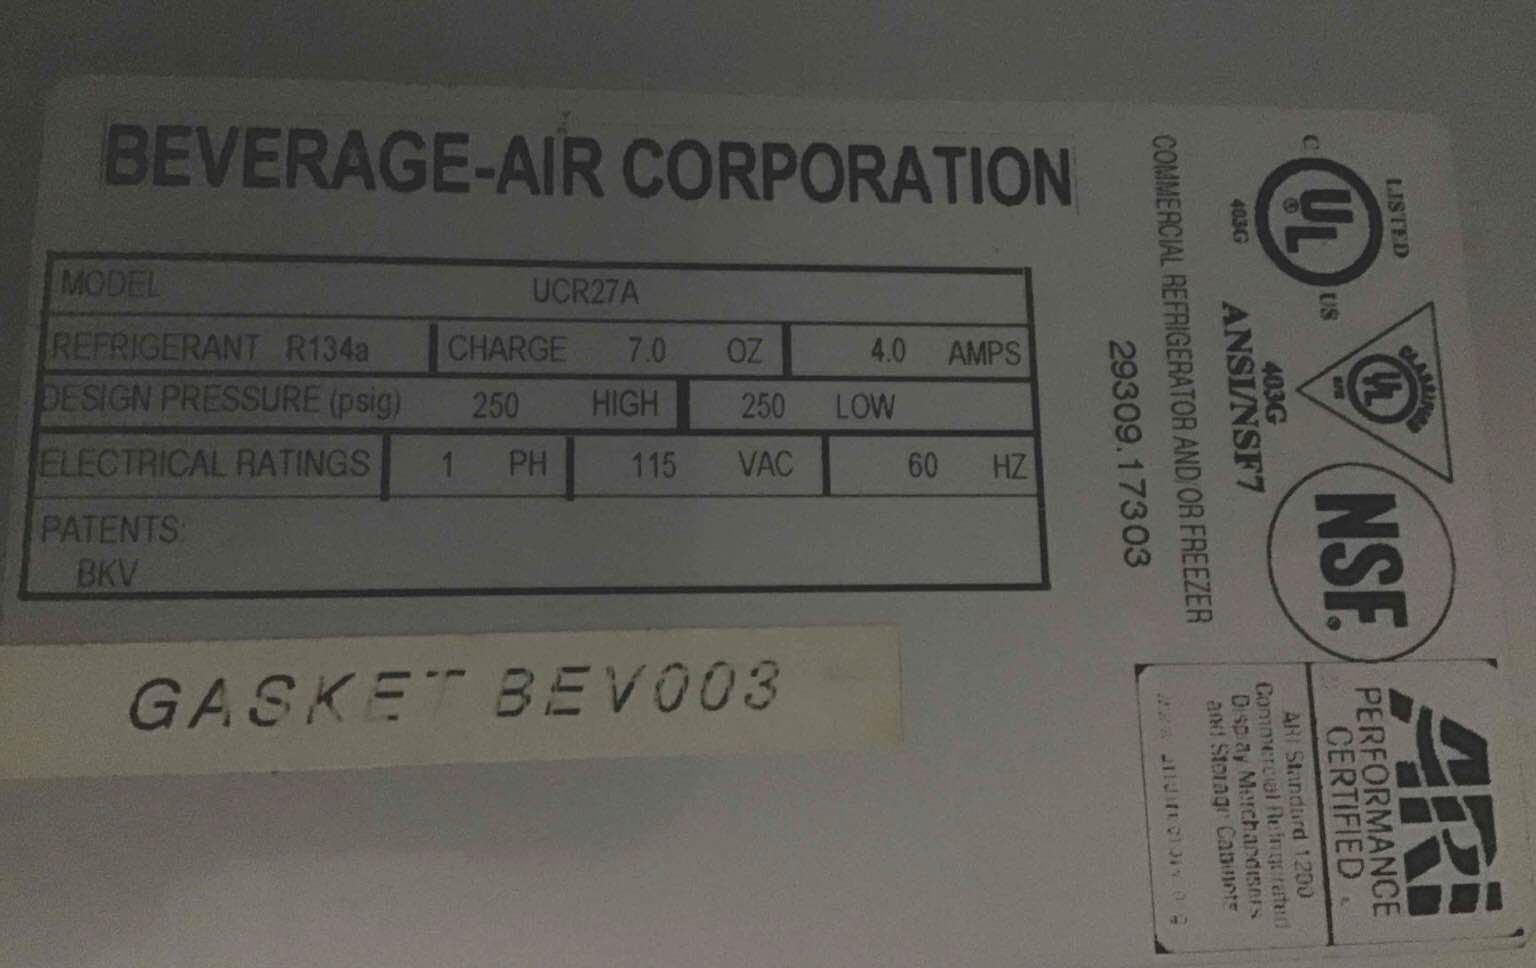 BEVERAGE-AIR CORPORATION
MODEL UCR27A
REFRIGERANT R134a CHARGE 7.0 OZ 4.0 AMPS
DESIGN PRESSURE (psig) 250 HIGH 250 LOW
ELECTRICAL RATINGS 1 PH 115 VAC 60 HZ
PATENTS:
BKV
GASKET BEV003
29309.17303
COMMERCIAL REFRIGERATOR AND/OR FREEZER
C UL ® US
LISTED
403G
403G
ANSI/NSF7
UL
NSF®
ARI
PERFORMANCE
CERTIFIED
ARI Standard 1200
Commercial Refrigerated
Display Merchandisers
and Storage Cabinets